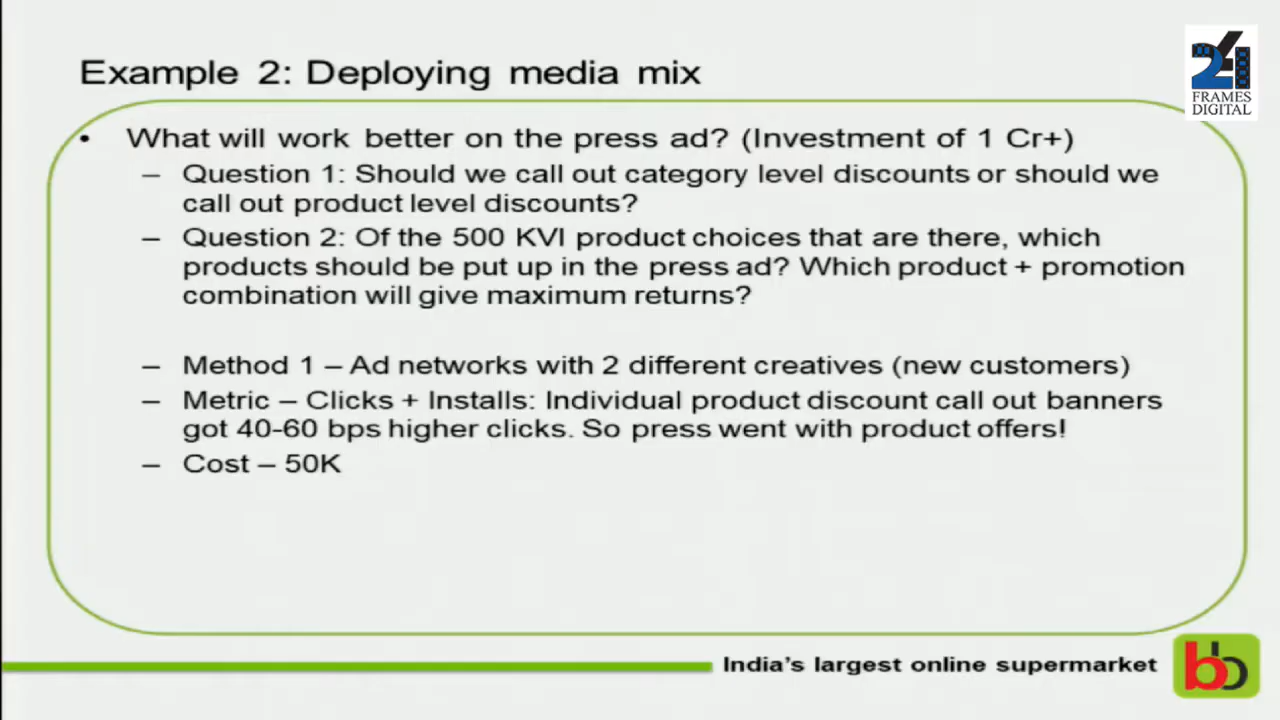 24
FRAMES
DIGITAL
Example 2: Deploying media mix
• What will work better on the press ad? (Investment of 1 Cr+)
– Question 1: Should we call out category level discounts or should we
call out product level discounts?
– Question 2: Of the 500 KVI product choices that are there, which
products should be put up in the press ad? Which product + promotion
combination will give maximum returns?
– Method 1 – Ad networks with 2 different creatives (new customers)
– Metric – Clicks + Installs: Individual product discount call out banners
got 40-60 bps higher clicks. So press went with product offers!
– Cost – 50K
India's largest online supermarket
bb